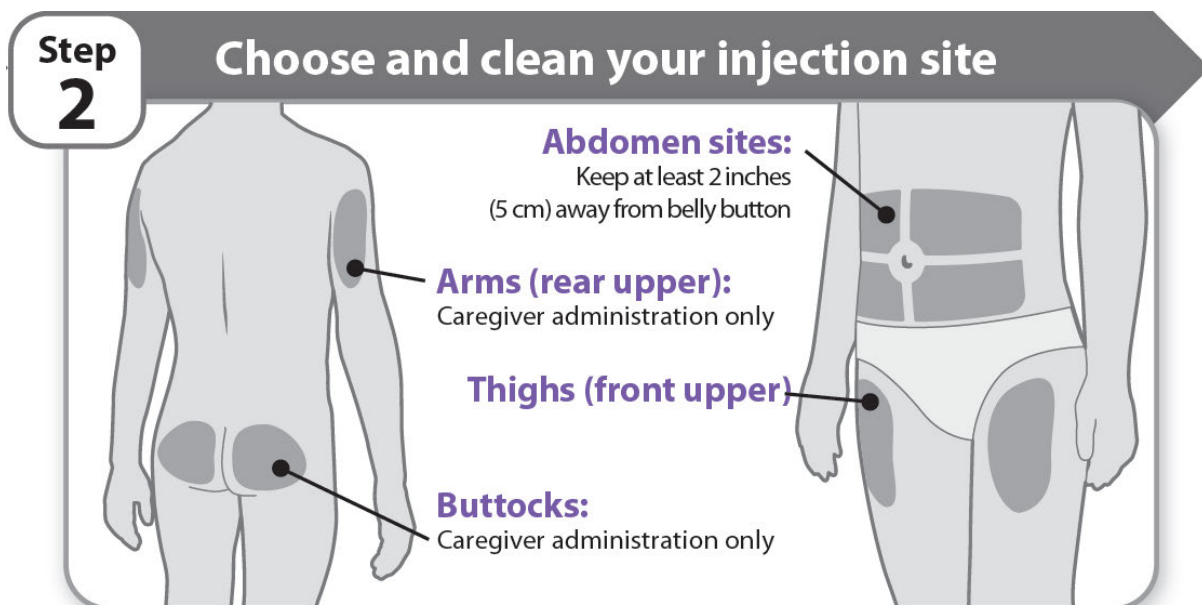 Step
2
Choose and clean your injection site
Abdomen sites:
Keep at least 2 inches
(5 cm) away from belly button
Arms (rear upper):
Caregiver administration only
Thighs (front upper)
Buttocks:
Caregiver administration only